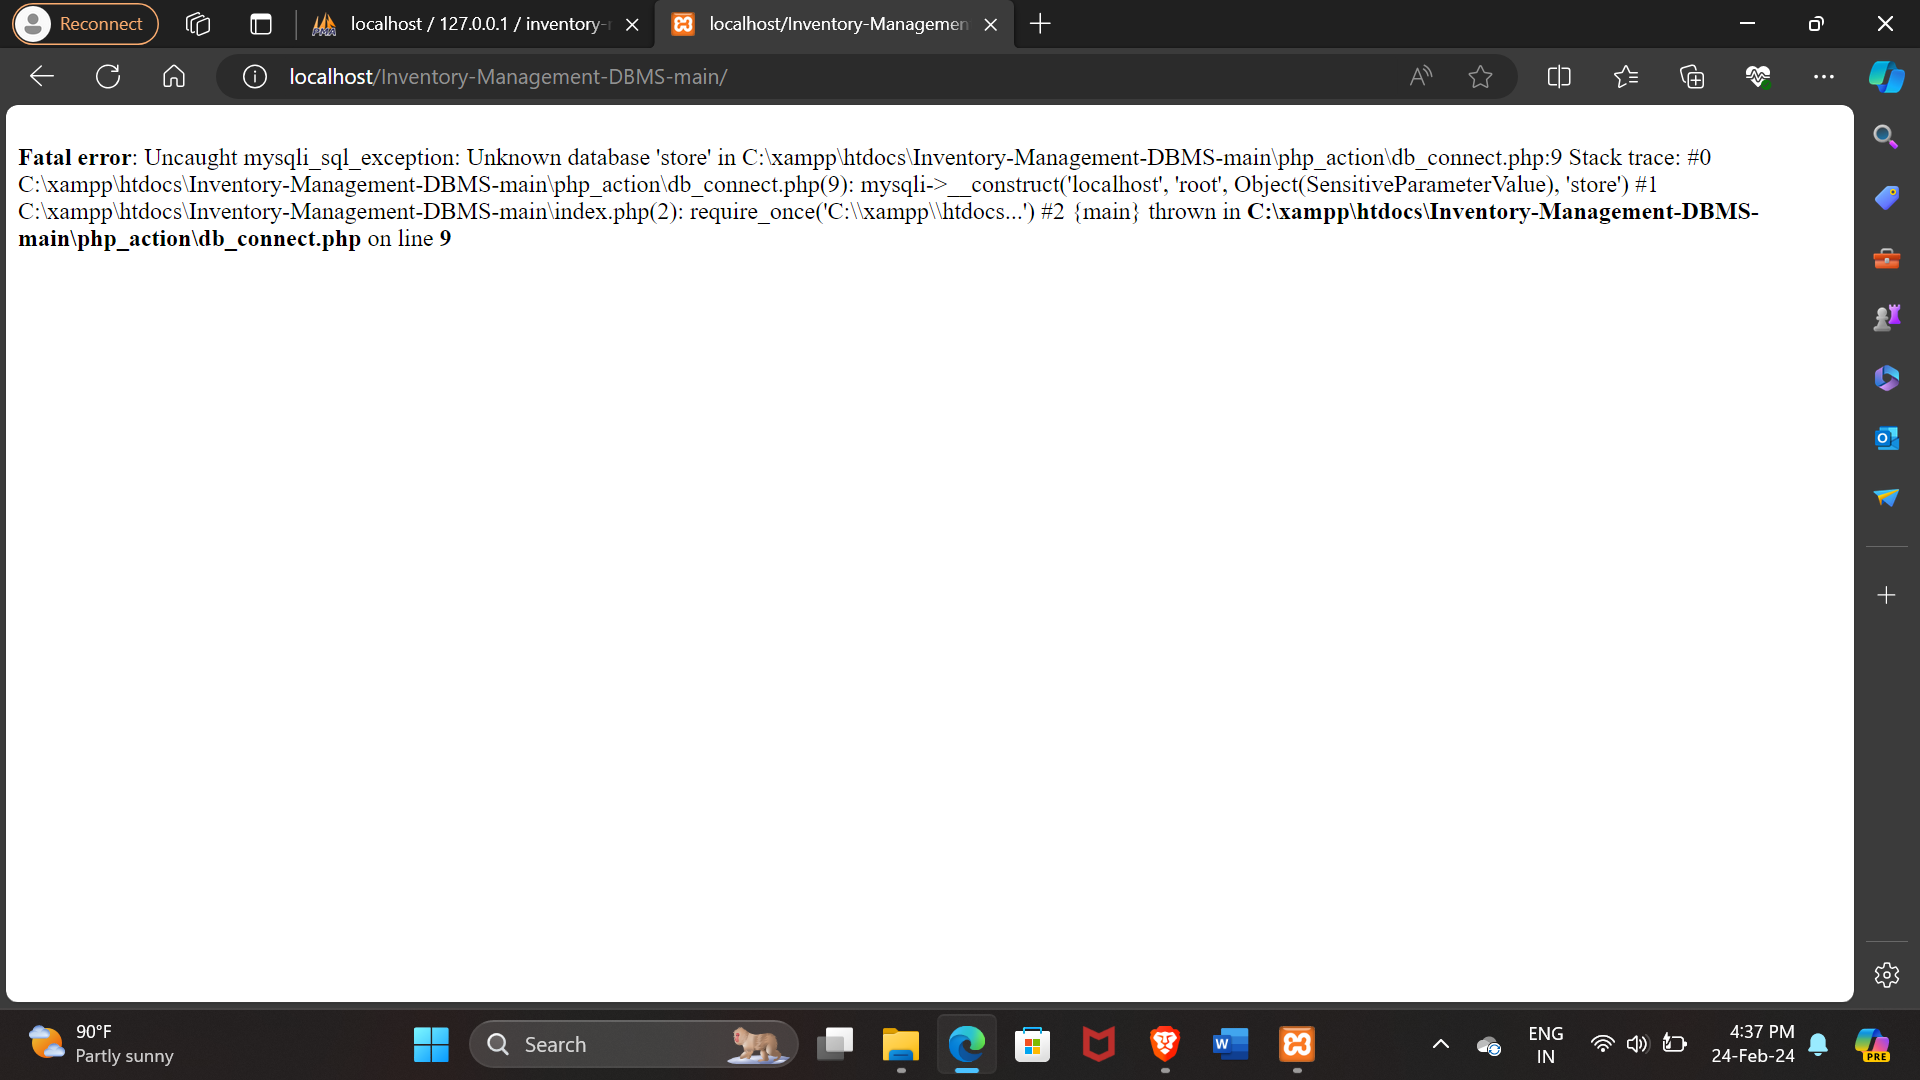 Reconnect
localhost / 127.0.0.1 / inventory-
localhost/Inventory-Managemen
localhost/Inventory-Management-DBMS-main/
Fatal error: Uncaught mysqli_sql_exception: Unknown database 'store' in C:\xampp\htdocs\Inventory-Management-DBMS-main\php_action\db_connect.php:9 Stack trace: #0
C:\xampp\htdocs\Inventory-Management-DBMS-main\php_action\db_connect.php(9): mysqli->__construct('localhost', 'root', Object(SensitiveParameterValue), 'store') #1
C:\xampp\htdocs\Inventory-Management-DBMS-main\index.php(2): require_once('C:\\xampp\\htdocs...') #2 {main} thrown in C:\xampp\htdocs\Inventory-Management-DBMS-
main\php_action\db_connect.php on line 9
90°F
Partly sunny
Search
ENG
IN
4:37 PM
24-Feb-24
PRE